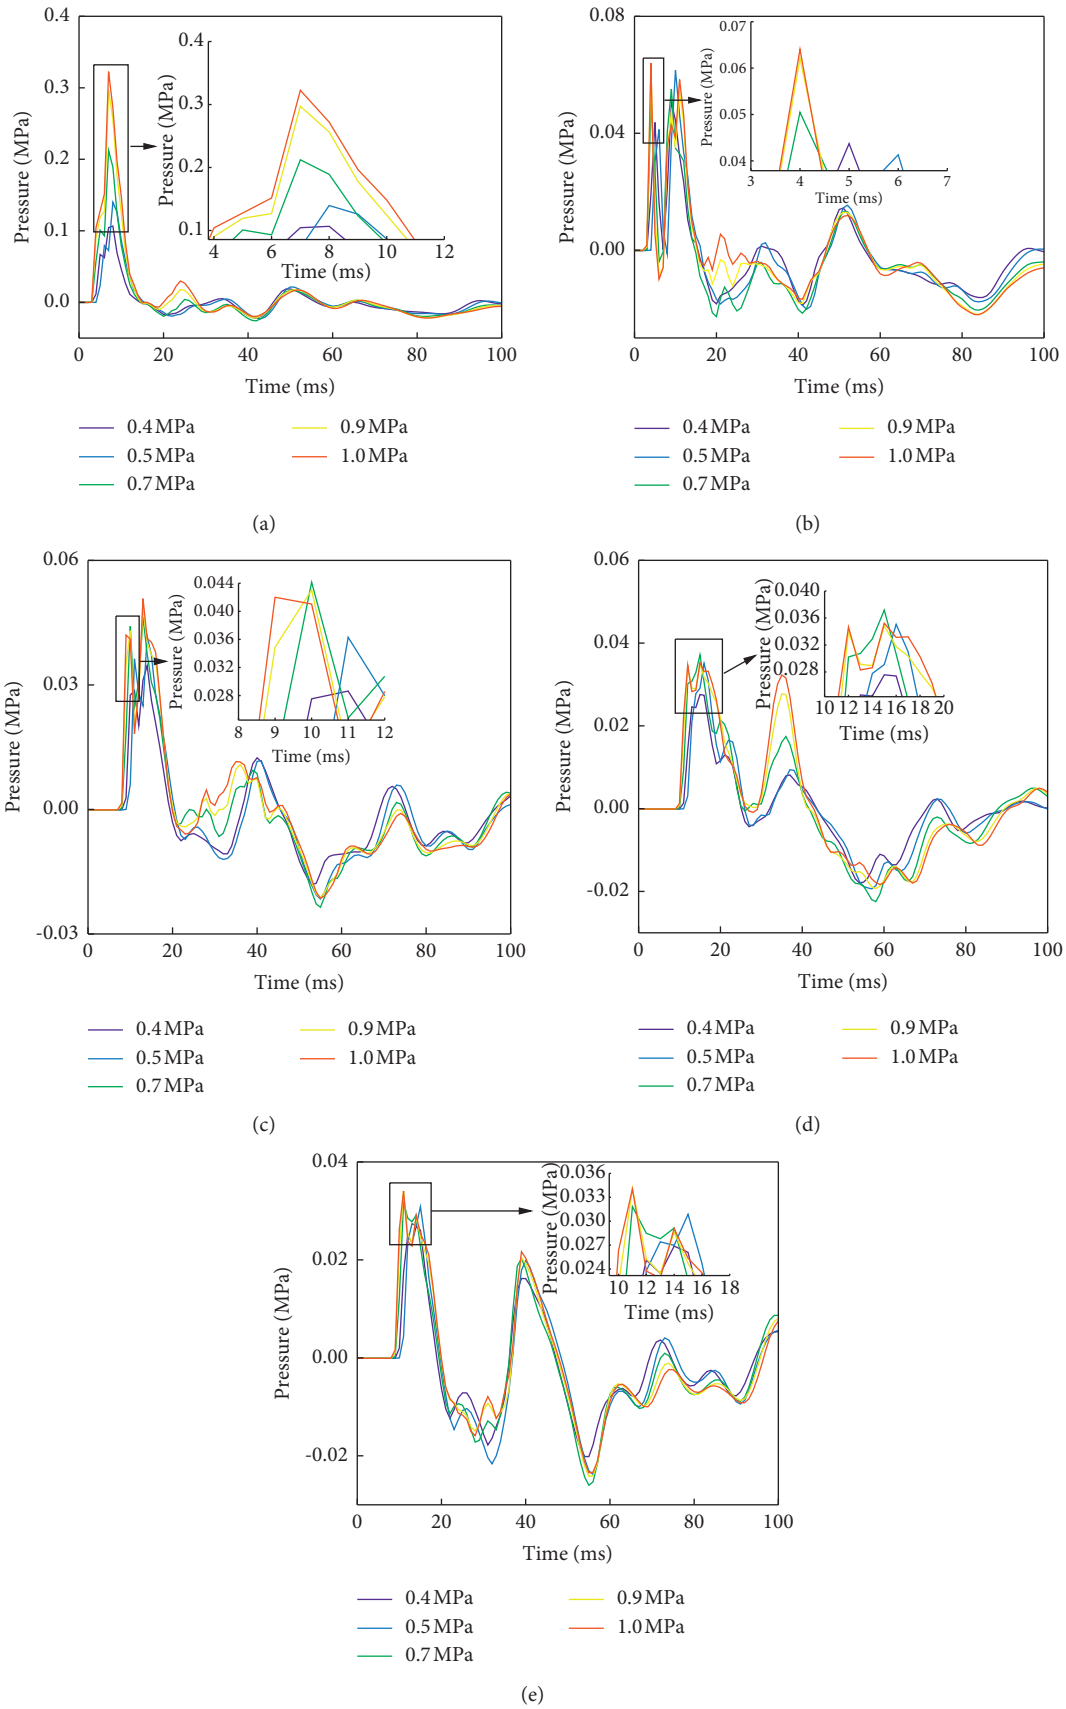 0.4
0.3
0.2
0.1
0.0
Pressure (MPa)
0 20 40 60 80 100
Time (ms)
0.4
0.3
0.2
0.1
Pressure (MPa)
4 6 8 10 12
Time (ms)
0.4 MPa
0.5 MPa
0.7 MPa
0.9 MPa
1.0 MPa
(a)
0.08
0.04
0.00
Pressure (MPa)
0 20 40 60 80 100
Time (ms)
0.07
0.06
0.05
0.04
Pressure (MPa)
3 4 5 6 7
Time (ms)
0.4 MPa
0.5 MPa
0.7 MPa
0.9 MPa
1.0 MPa
(b)
0.06
0.03
0.00
-0.03
Pressure (MPa)
0 20 40 60 80 100
Time (ms)
0.044
0.040
0.036
0.032
0.028
Pressure (MPa)
8 9 10 11 12
Time (ms)
0.4 MPa
0.5 MPa
0.7 MPa
0.9 MPa
1.0 MPa
(c)
0.06
0.04
0.02
0.00
-0.02
Pressure (MPa)
0 20 40 60 80 100
Time (ms)
0.040
0.036
0.032
0.028
Pressure (MPa)
10 12 14 16 18 20
Time (ms)
0.4 MPa
0.5 MPa
0.7 MPa
0.9 MPa
1.0 MPa
(d)
0.04
0.02
0.00
-0.02
Pressure (MPa)
0 20 40 60 80 100
Time (ms)
0.036
0.033
0.030
0.027
0.024
Pressure (MPa)
10 12 14 16 18
Time (ms)
0.4 MPa
0.5 MPa
0.7 MPa
0.9 MPa
1.0 MPa
(e)